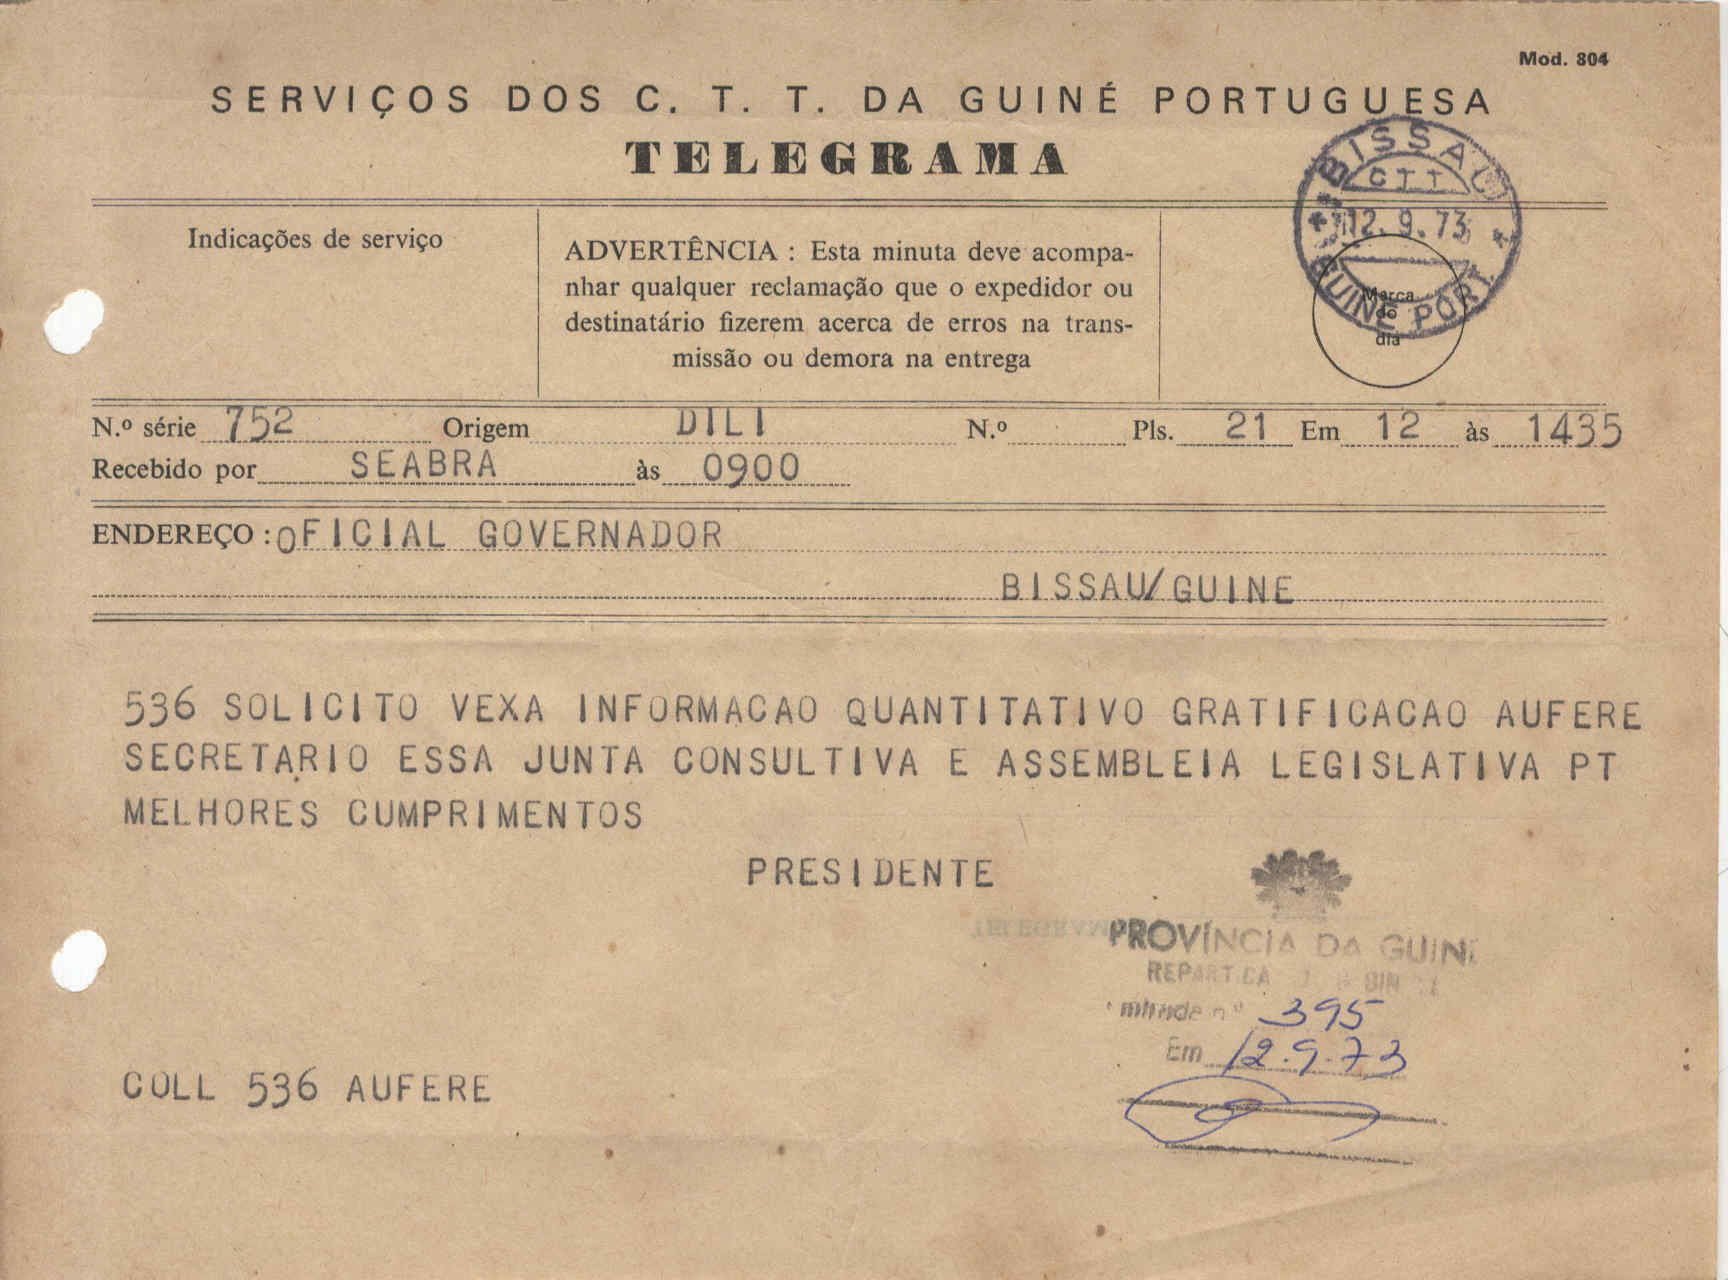 Mod. 804
SERVIÇOS DOS C. T. T. DA GUINÉ PORTUGUESA
TELEGRAMA
Indicações de serviço
ADVERTÊNCIA : Esta minuta deve acompa-
nhar qualquer reclamação que o expedidor ou
destinatário fizerem acerca de erros na trans-
missão ou demora na entrega
BISSAU
CTT
12.9.73
GUINE PORT.
Marca
do
dia
N.º série 752 Origem DILI N.º Pls. 21 Em 12 às 1435
Recebido por SEABRA às 0900
ENDEREÇO : OFICIAL GOVERNADOR
BISSAU/GUINE
536 SOLICITO VEXA INFORMACAO QUANTITATIVO GRATIFICACAO AUFERE
SECRETARIO ESSA JUNTA CONSULTIVA E ASSEMBLEIA LEGISLATIVA PT
MELHORES CUMPRIMENTOS
PRESIDENTE
PROVÍNCIA DA GUINÉ
nº 395
Em 12.9.73
COLL 536 AUFERE